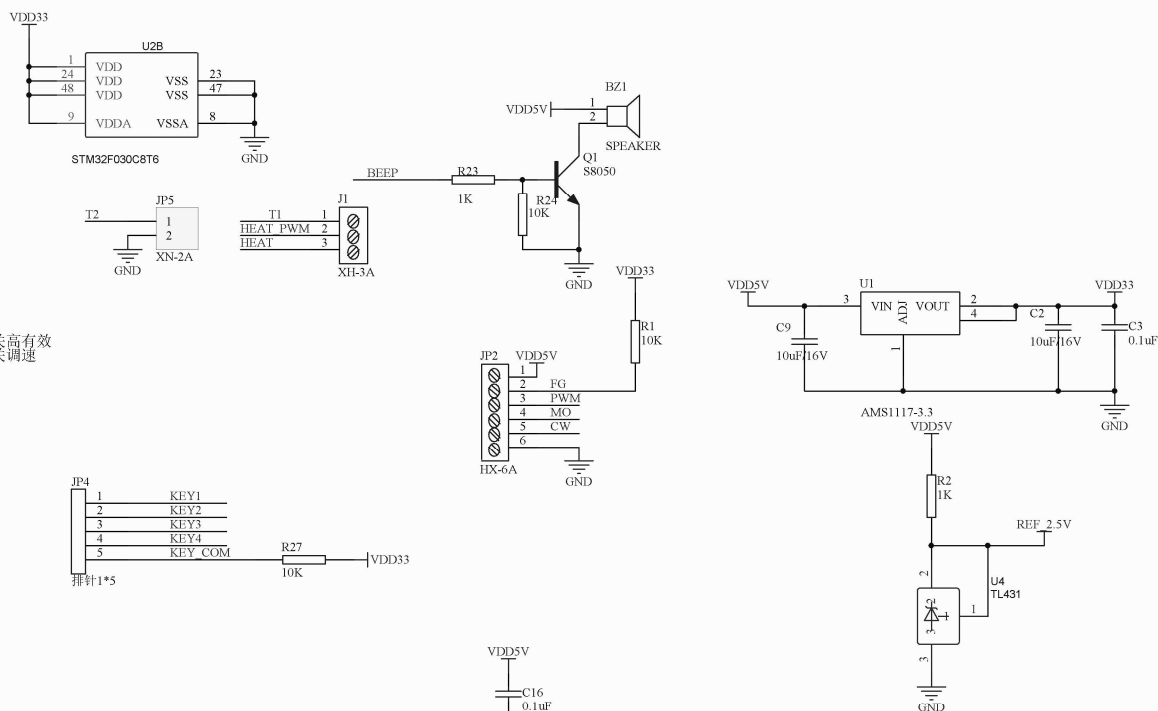 VDD33
U2B
1 VDD
24 VDD
48 VDD
9 VDDA
VSS 23
VSS 47
VSSA 8
GND
STM32F030C8T6
BZ1
VDD5V
1
2
SPEAKER
Q1
S8050
BEEP
R23
1K
R24
10K
GND
JP5
T2
1
2
GND
XN-2A
J1
T1 1
HEAT_PWM 2
HEAT 3
XH-3A
VDD33
R1
10K
关高有效
关调速
JP2
VDD5V
1
2 FG
3 PWM
4 MO
5 CW
6
HX-6A
GND
VDD5V
U1
3 VIN ADJ VOUT 2
4
1
C9
10uF/16V
C2
10uF/16V
VDD33
C3
0.1uF
AMS1117-3.3
GND
VDD5V
R2
1K
REF_2.5V
2
U4
TL431
2
1
3
1
3
GND
JP4
1 KEY1
2 KEY2
3 KEY3
4 KEY4
5 KEY_COM
排针1*5
R27
10K
VDD33
VDD5V
C16
0.1uF